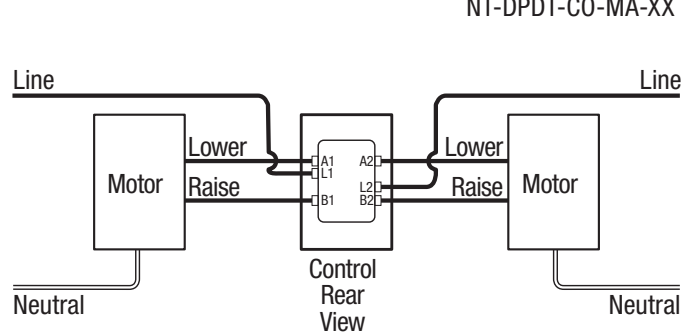 NT-DPDT-CO-MA-XX
Line
Line
Lower
Lower
A1
A2
L1
Motor
Raise
L2
Raise
Motor
B1
B2
Control
Rear
View
Neutral
Neutral